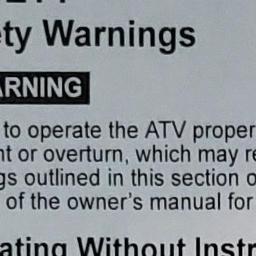 ety Warnings
ARNING
to operate the ATV proper
nt or overturn, which may re
gs outlined in this section o
of the owner's manual for
ating Without Instr